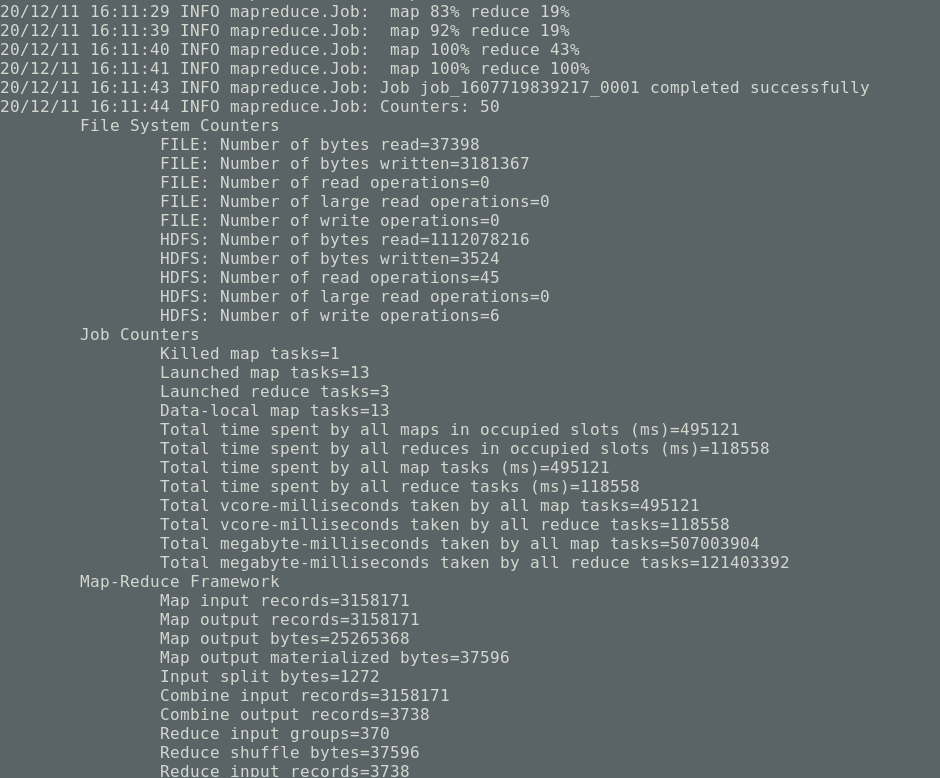 20/12/11 16:11:29 INFO mapreduce.Job:  map 83% reduce 19%
20/12/11 16:11:39 INFO mapreduce.Job:  map 92% reduce 19%
20/12/11 16:11:40 INFO mapreduce.Job:  map 100% reduce 43%
20/12/11 16:11:41 INFO mapreduce.Job:  map 100% reduce 100%
20/12/11 16:11:43 INFO mapreduce.Job: Job job_1607719839217_0001 completed successfully
20/12/11 16:11:44 INFO mapreduce.Job: Counters: 50
File System Counters
FILE: Number of bytes read=37398
FILE: Number of bytes written=3181367
FILE: Number of read operations=0
FILE: Number of large read operations=0
FILE: Number of write operations=0
HDFS: Number of bytes read=1112078216
HDFS: Number of bytes written=3524
HDFS: Number of read operations=45
HDFS: Number of large read operations=0
HDFS: Number of write operations=6
Job Counters
Killed map tasks=1
Launched map tasks=13
Launched reduce tasks=3
Data-local map tasks=13
Total time spent by all maps in occupied slots (ms)=495121
Total time spent by all reduces in occupied slots (ms)=118558
Total time spent by all map tasks (ms)=495121
Total time spent by all reduce tasks (ms)=118558
Total vcore-milliseconds taken by all map tasks=495121
Total vcore-milliseconds taken by all reduce tasks=118558
Total megabyte-milliseconds taken by all map tasks=507003904
Total megabyte-milliseconds taken by all reduce tasks=121403392
Map-Reduce Framework
Map input records=3158171
Map output records=3158171
Map output bytes=25265368
Map output materialized bytes=37596
Input split bytes=1272
Combine input records=3158171
Combine output records=3738
Reduce input groups=370
Reduce shuffle bytes=37596
Reduce input records=3738